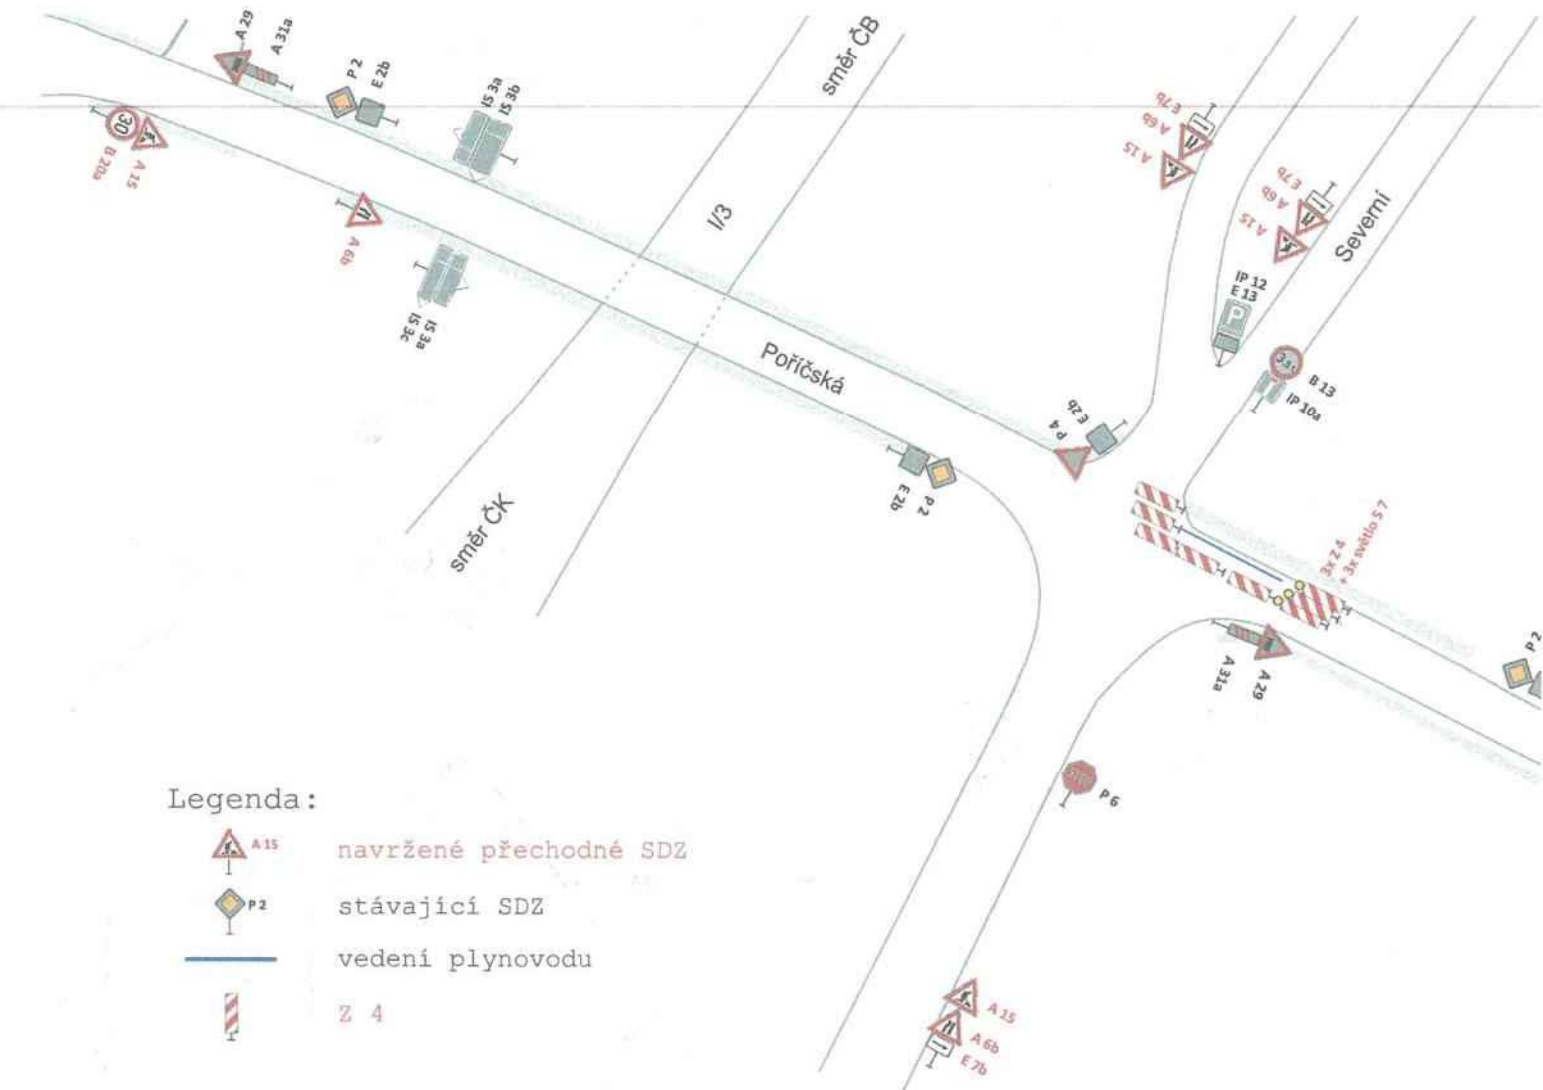 A 29
A 31a
P 2
E 2b
IS 3a
IS 3b
směr ČB
30
B 20a
A 15
A 6b
IS 3c
IS 3a
I/3
E 7b
A 6b
A 15
E 7b
A 6b
A 15
Severní
IP 12
E 13
P
B 13
IP 10a
Poříčská
E 2b
P 4
E 2b
P 2
směr ČK
3x Z 4
+ 3x světlo S 7
A 31a
A 29
P 2
P 6
A 15
A 6b
E 7b
Legenda:
A 15 navržené přechodné SDZ
P 2 stávající SDZ
vedení plynovodu
Z 4